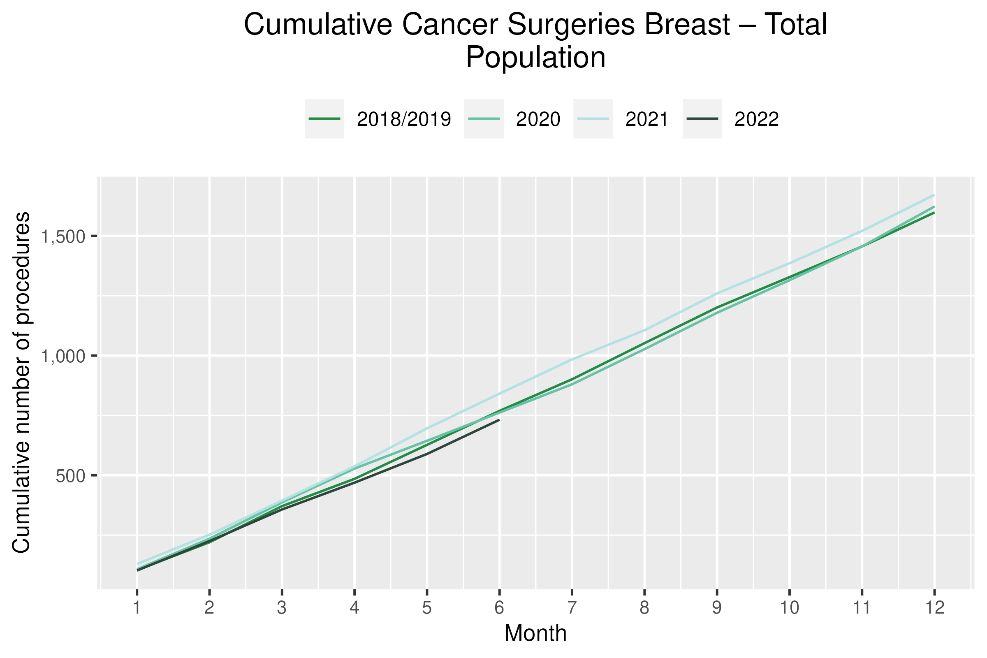 Cumulative Cancer Surgeries Breast – Total
Population
2018/2019 2020 2021 2022
Cumulative number of procedures
1,500
1,000
500
1 2 3 4 5 6 7 8 9 10 11 12
Month